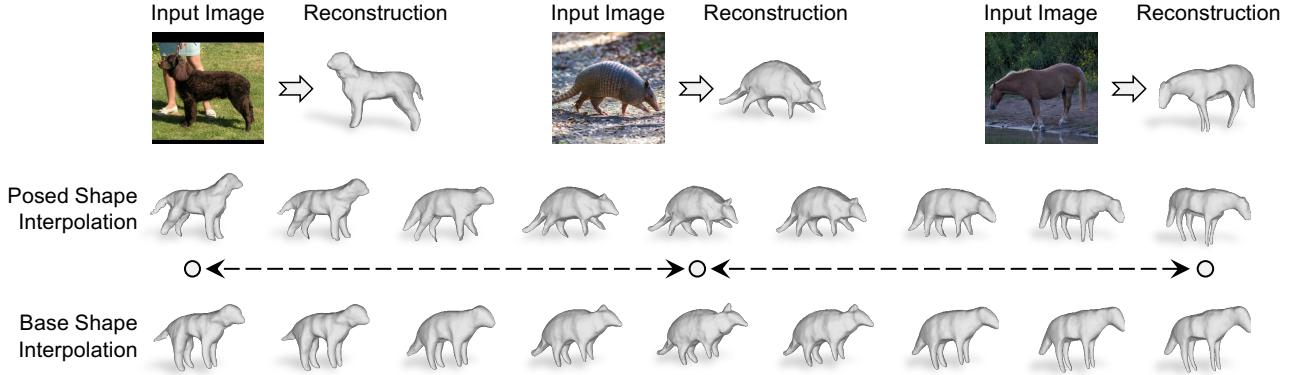 Input Image Reconstruction Input Image Reconstruction Input Image Reconstruction
Posed Shape
Interpolation
Base Shape
Interpolation